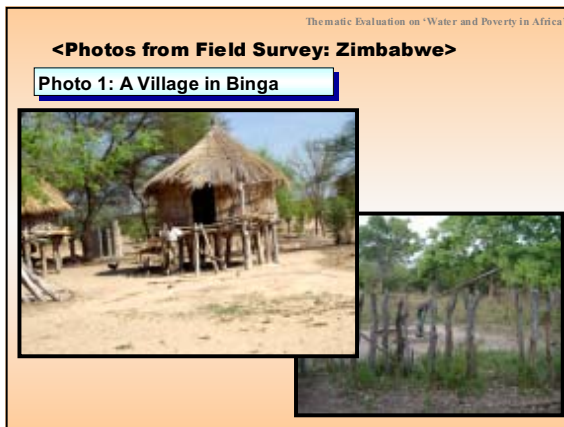 Thematic Evaluation on ‘Water and Poverty in Africa’
<Photos from Field Survey: Zimbabwe>
Photo 1: A Village in Binga